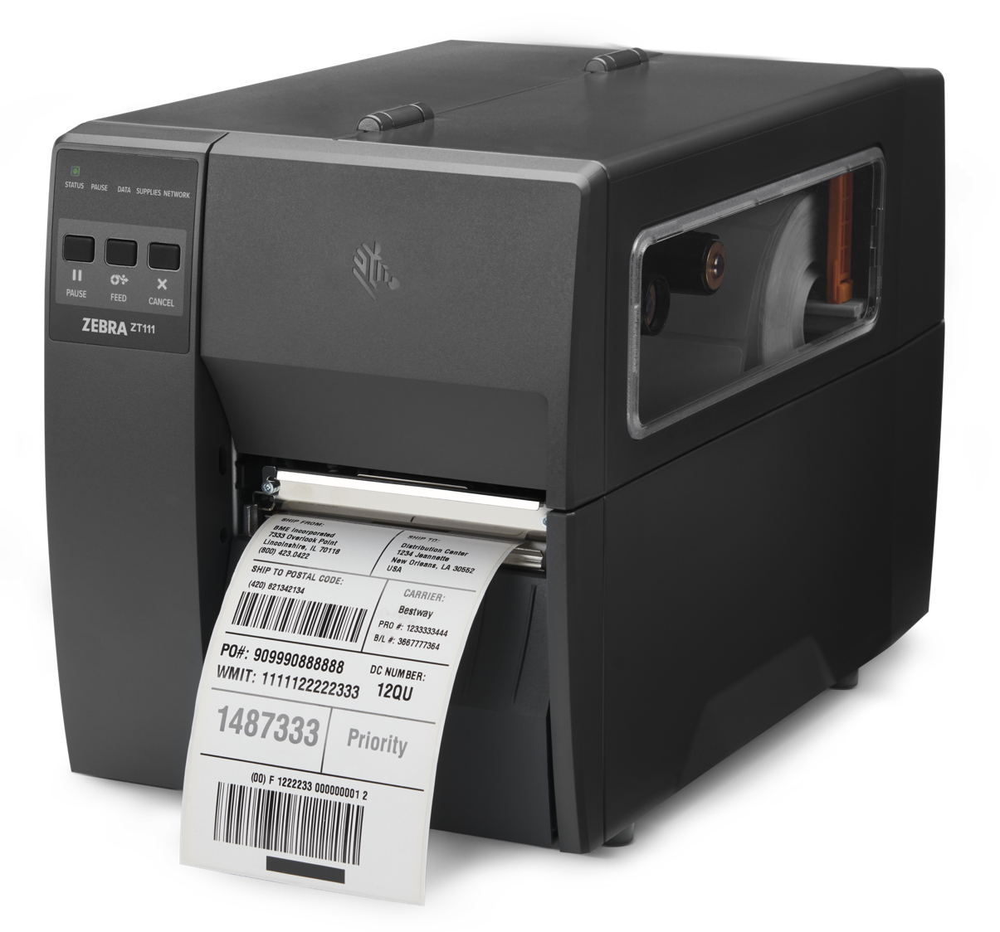 STATUS PAUSE DATA SUPPLIES NETWORK
PAUSE FEED CANCEL
ZEBRA ZT111
SHIP FROM:
BME Incorporated
7333 Overlook Point
Lincolnshire, IL 70118
(800) 423.0422
SHIP TO:
Distribution Center
1234 Jeannette
New Orleans, LA 30552
USA
SHIP TO POSTAL CODE:
(420) 621342134
CARRIER:
Bestway
PRO #: 1233333444
B/L #: 3667777364
PO#: 909990888888
WMIT: 1111122222333
DC NUMBER:
12QU
1487333
Priority
(00) F 1222233 000000001 2